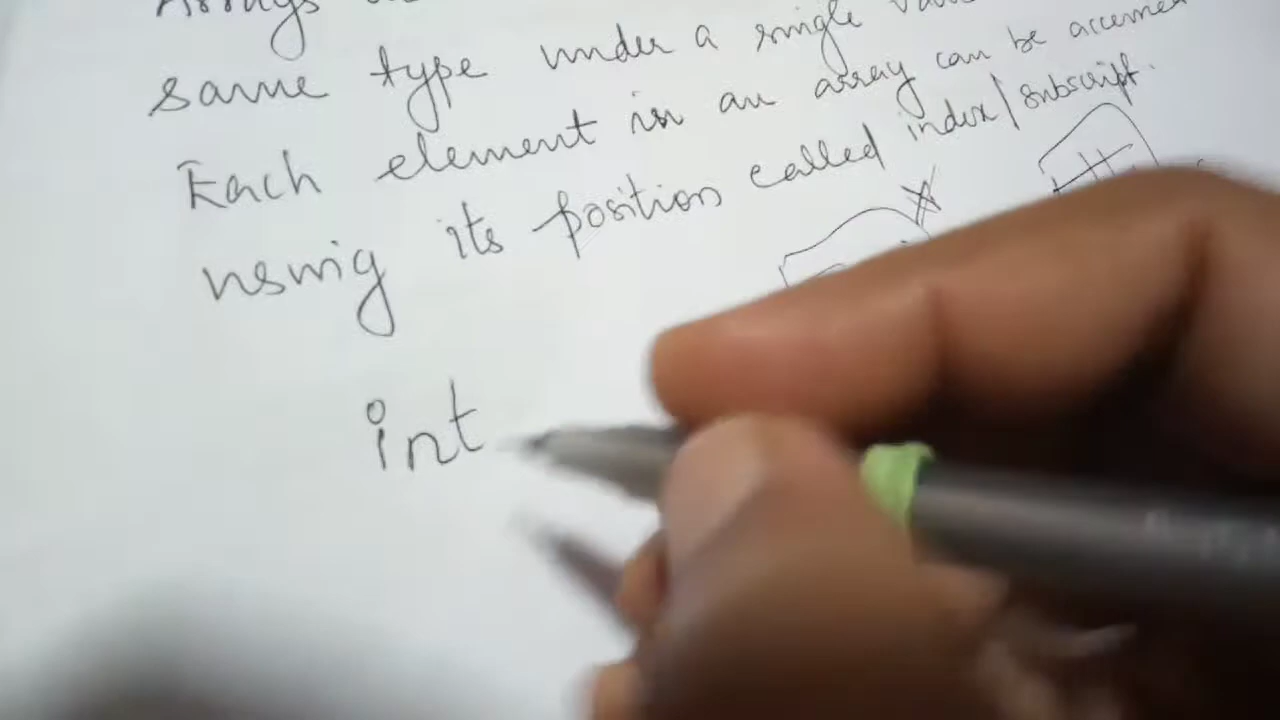 Arrays
same type under a single
Each element in an array can be accessed
using its position called index/subscript.
int